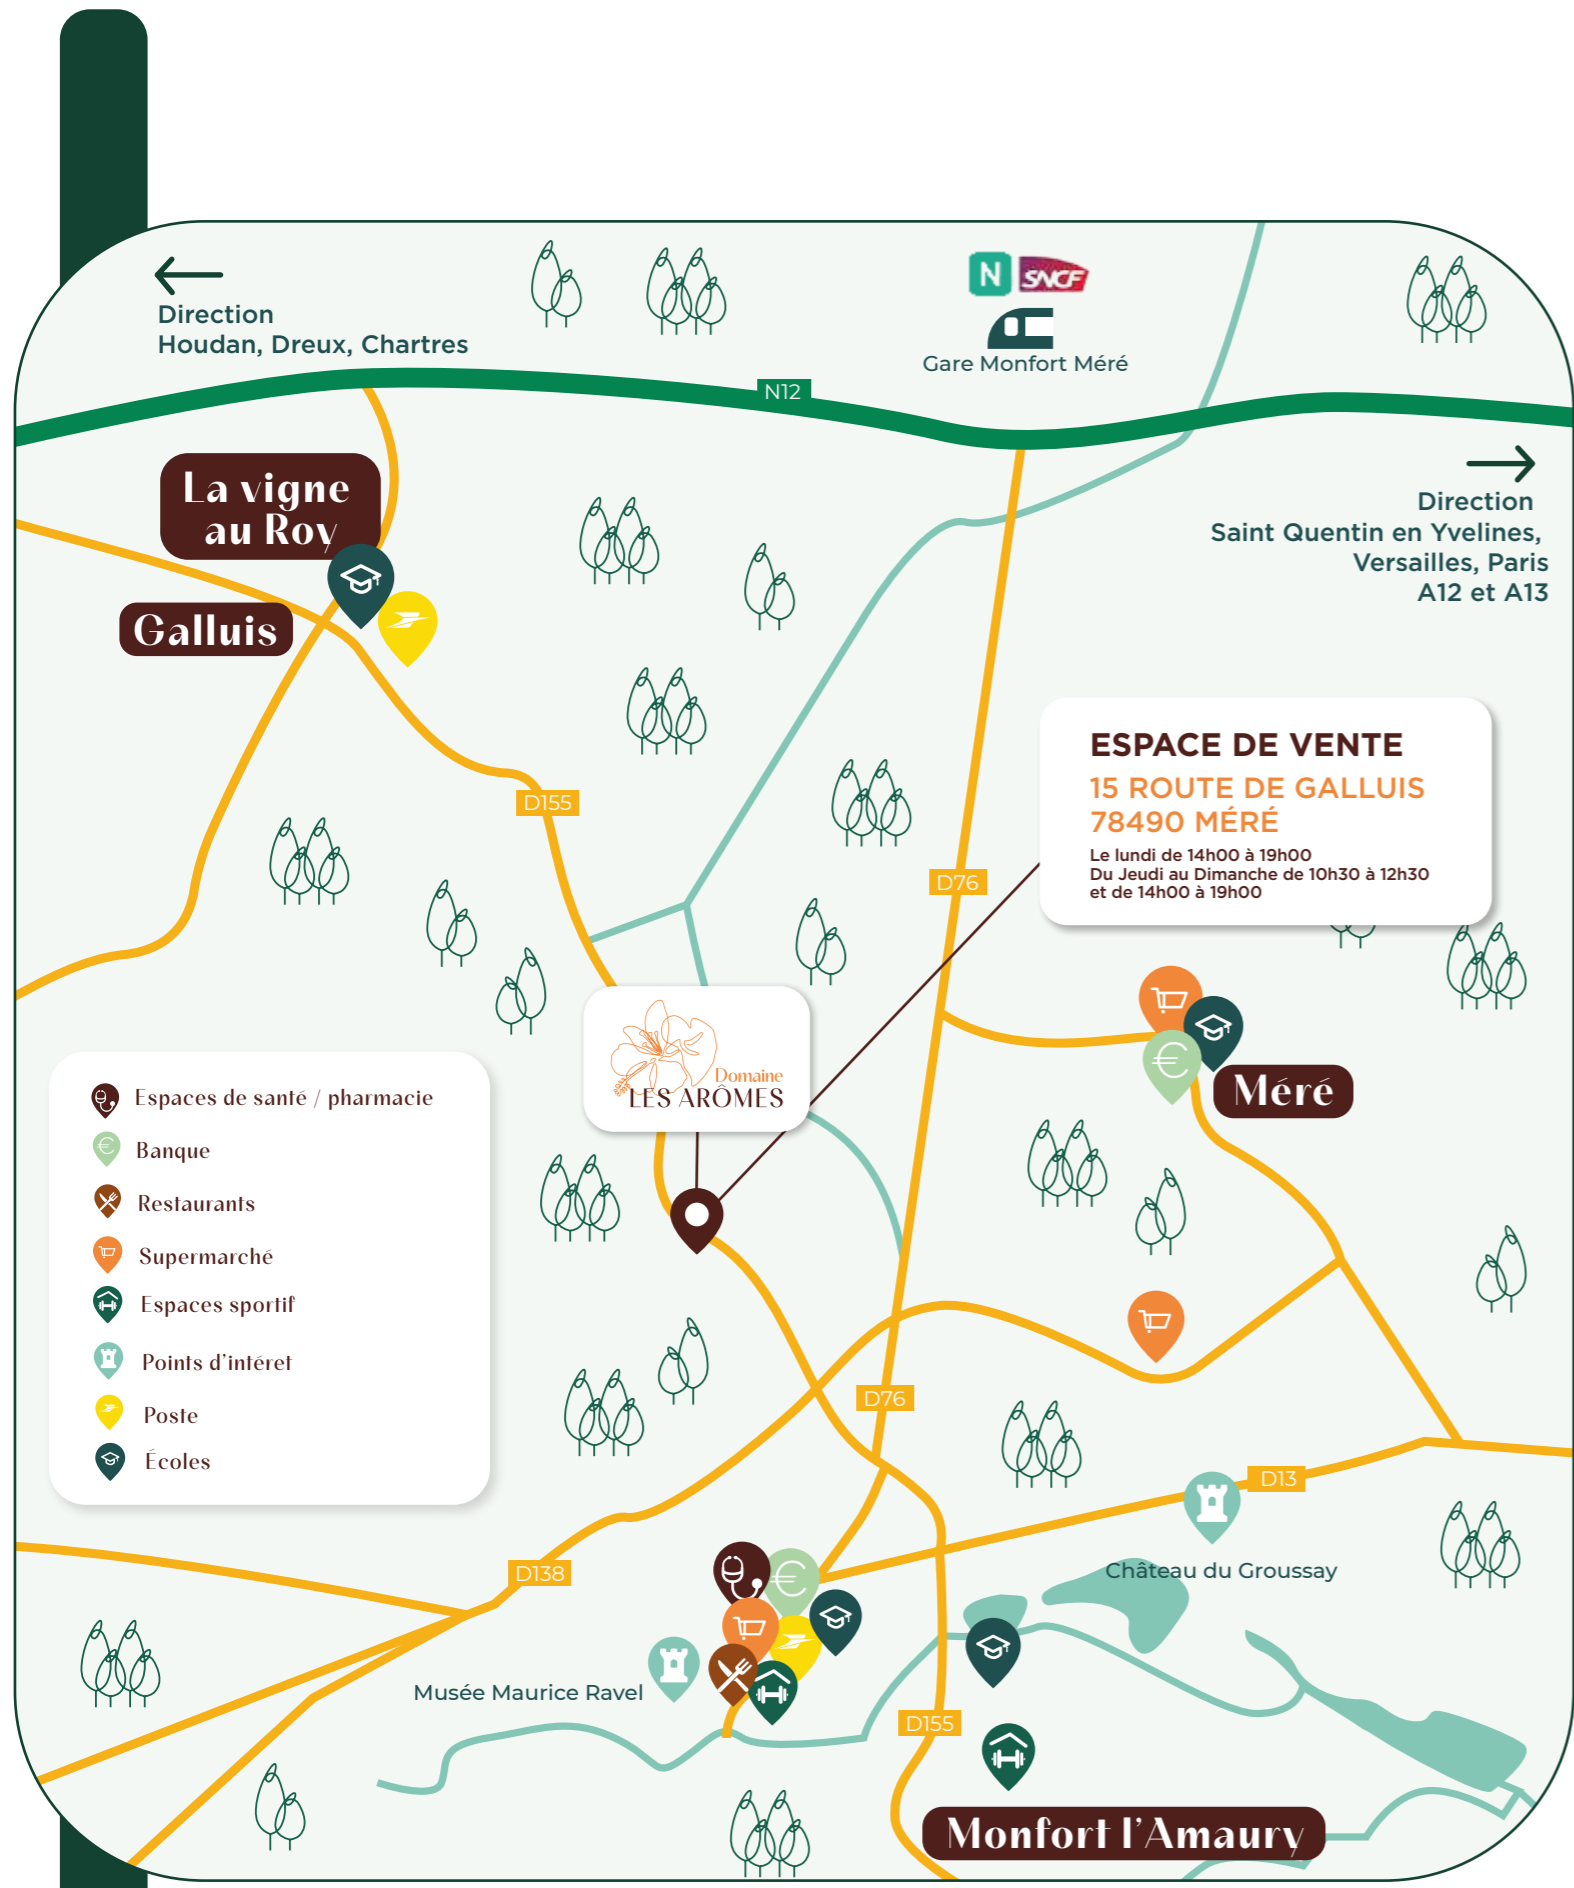 Direction
Houdan, Dreux, Chartres
N SNCF
Gare Monfort Méré
N12
La vigne
au Roy
Galluis
Direction
Saint Quentin en Yvelines,
Versailles, Paris
A12 et A13
ESPACE DE VENTE
15 ROUTE DE GALLUIS
78490 MÉRÉ
Le lundi de 14h00 à 19h00
Du Jeudi au Dimanche de 10h30 à 12h30
et de 14h00 à 19h00
D155
D76
Domaine
LES ARÔMES
Méré
Espaces de santé / pharmacie
Banque
Restaurants
Supermarché
Espaces sportif
Points d'intéret
Poste
Écoles
D76
D13
Château du Groussay
D138
Musée Maurice Ravel
D155
Monfort l'Amaury